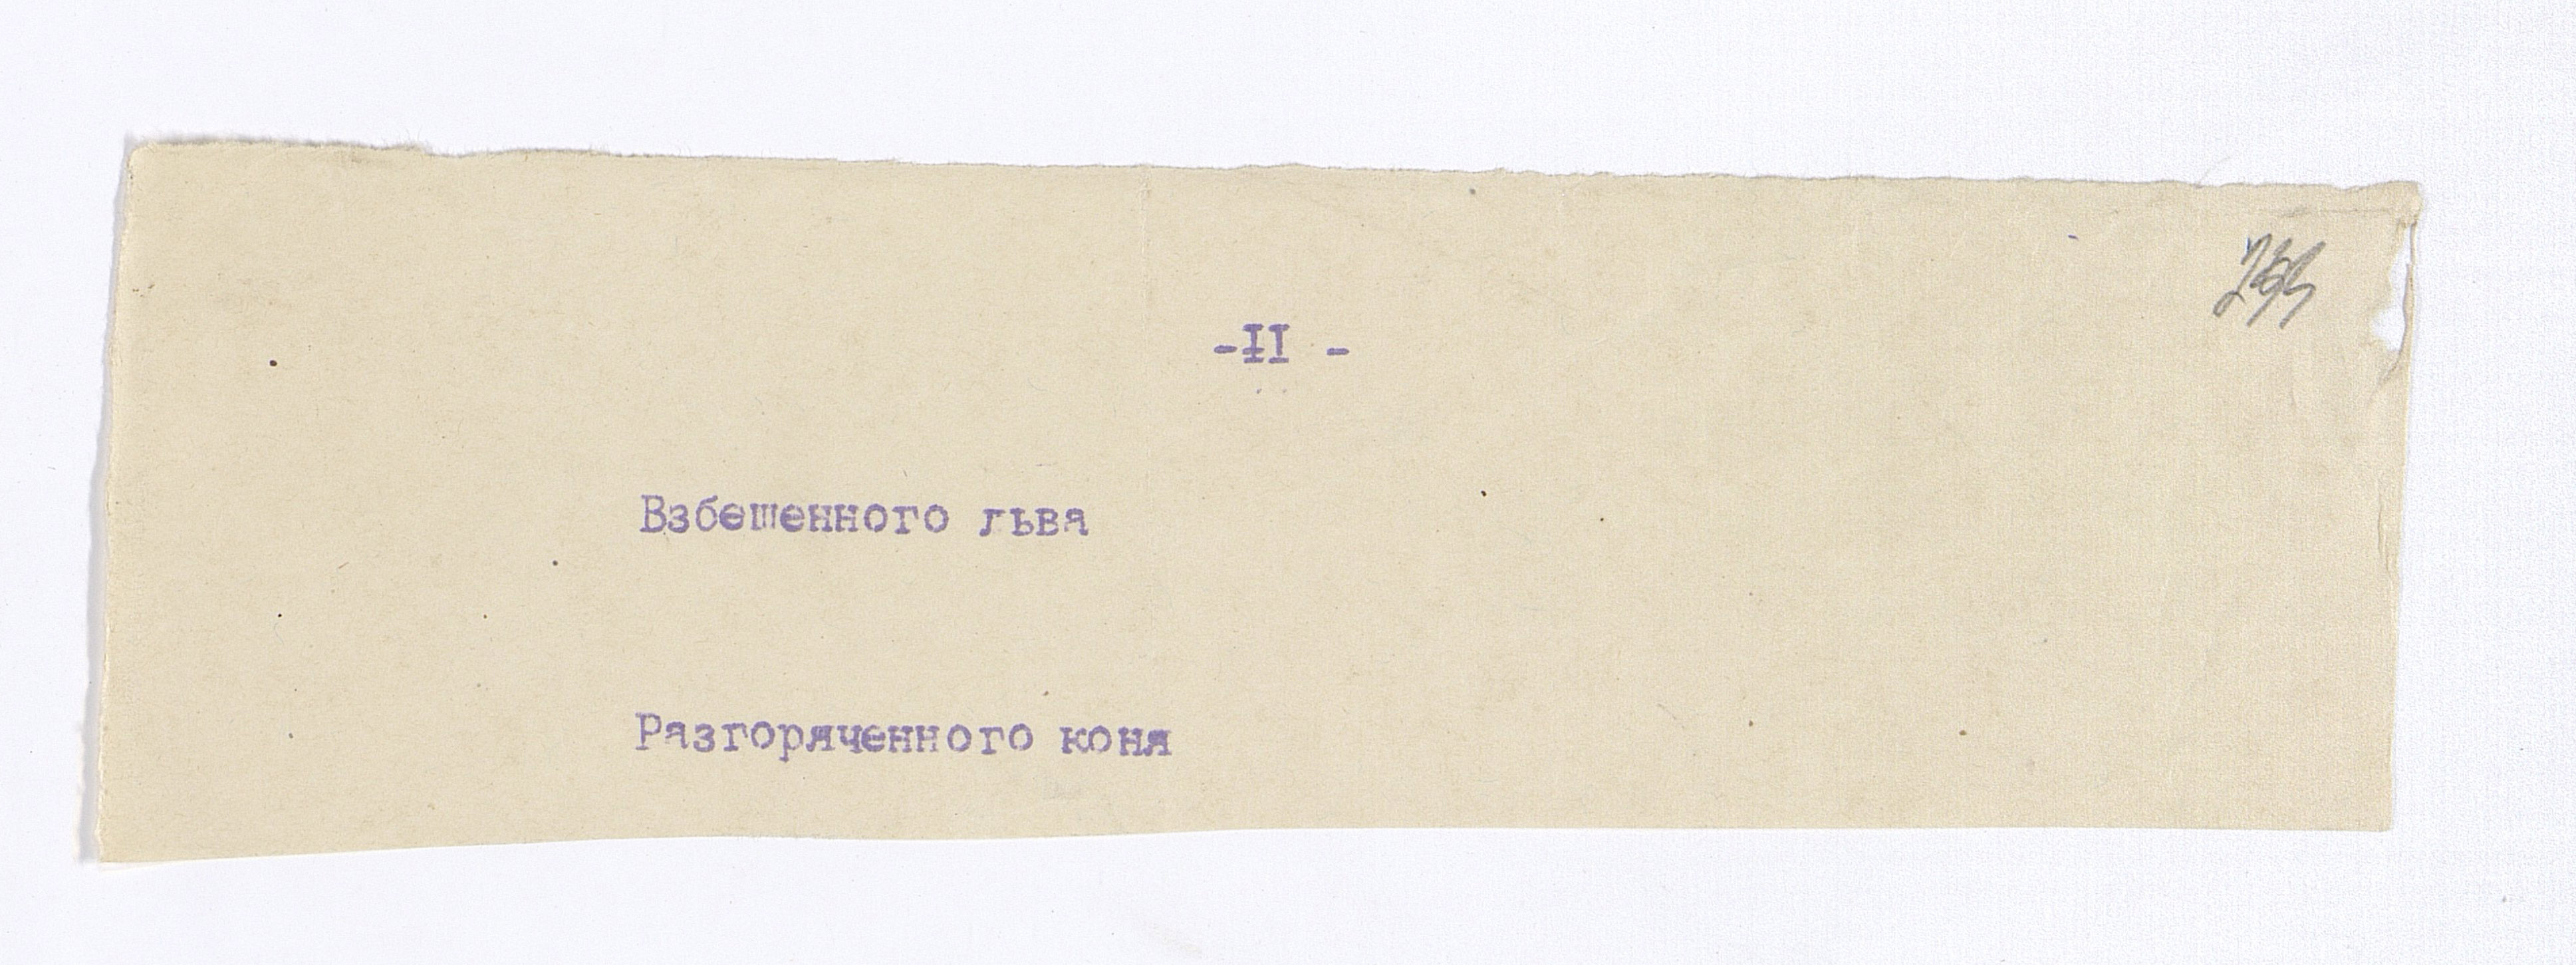 -II -
Взбешенного льва
Разгоряченного коня